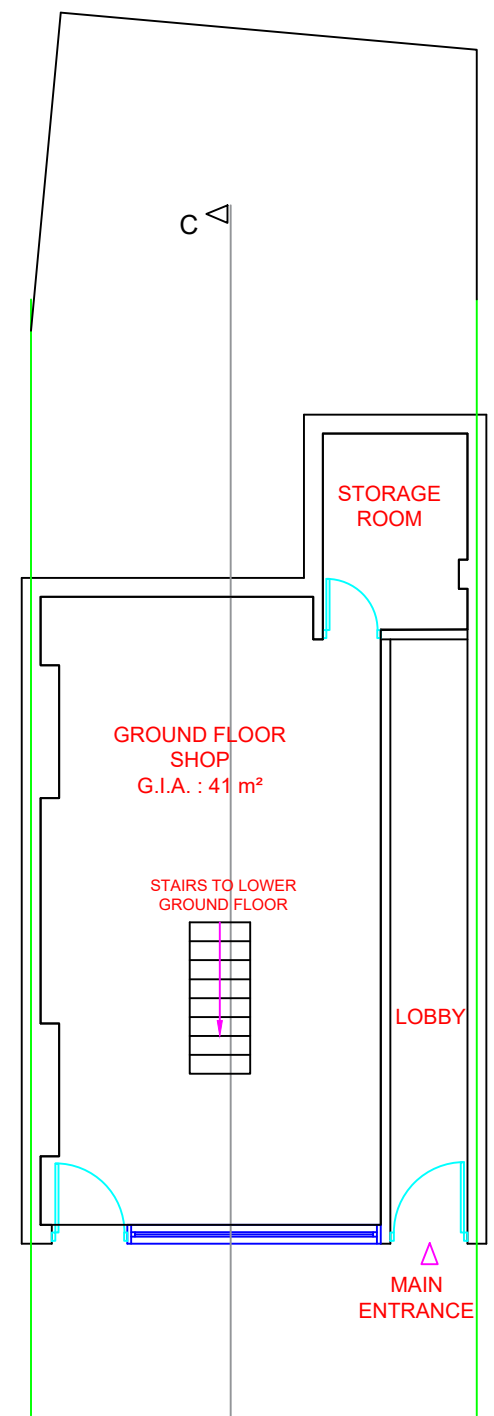 C
STORAGE
ROOM
GROUND FLOOR
SHOP
G.I.A. : 41 m²
STAIRS TO LOWER
GROUND FLOOR
LOBBY
MAIN
ENTRANCE